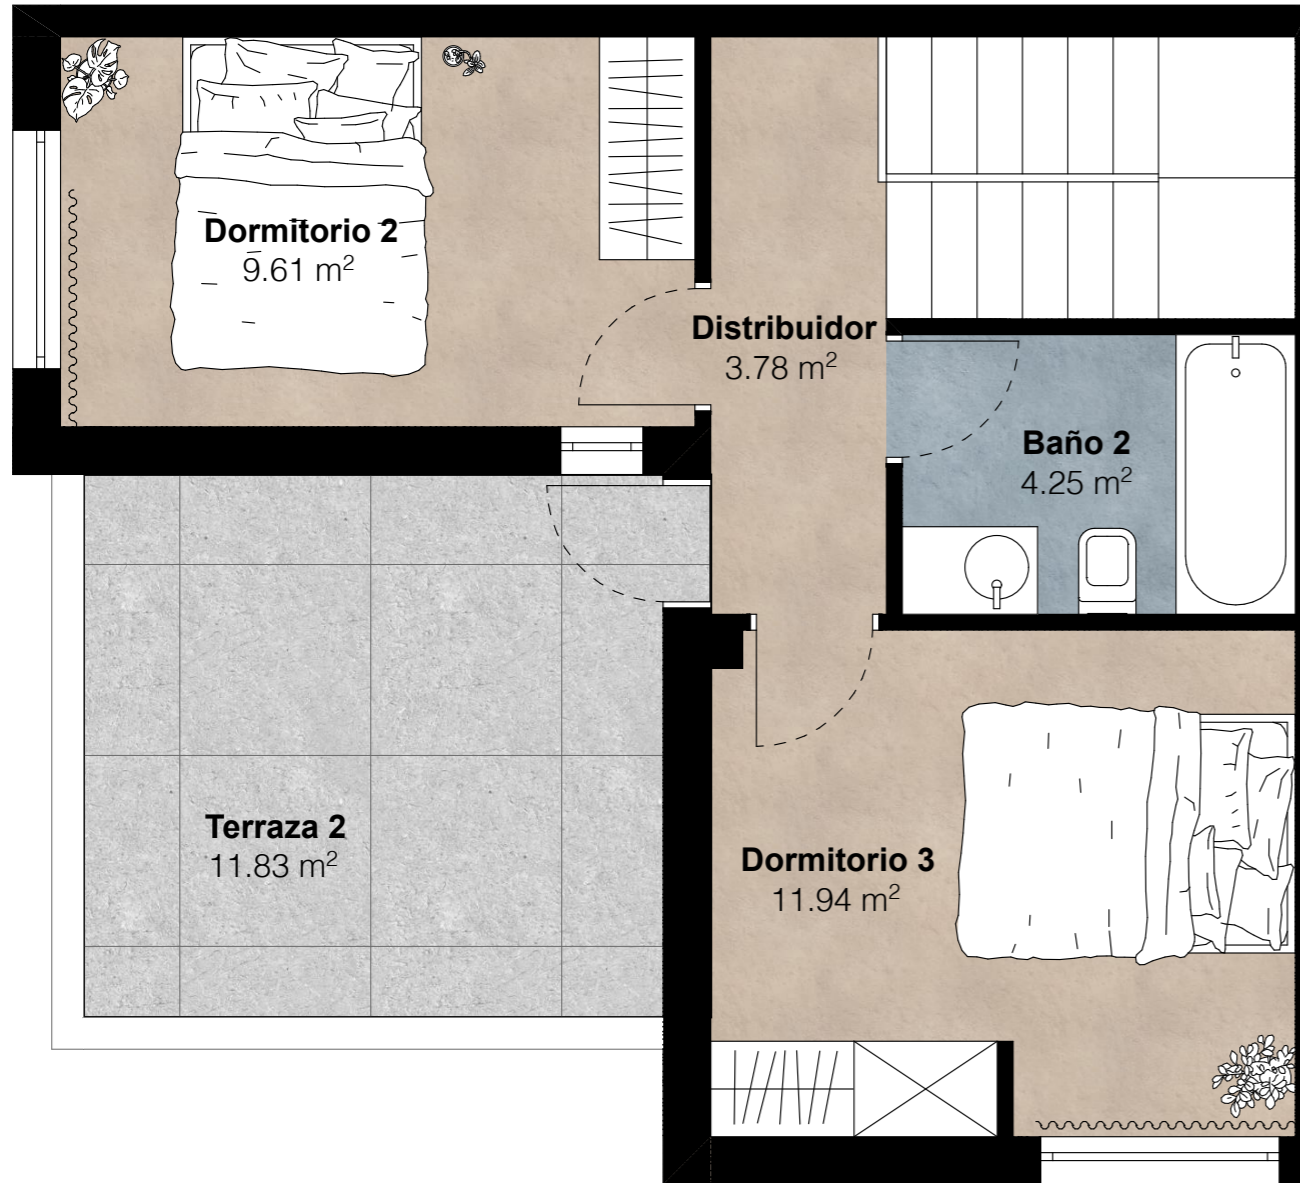 Dormitorio 2
9.61 m²
Distribuidor
3.78 m²
Baño 2
4.25 m²
Terraza 2
11.83 m²
Dormitorio 3
11.94 m²